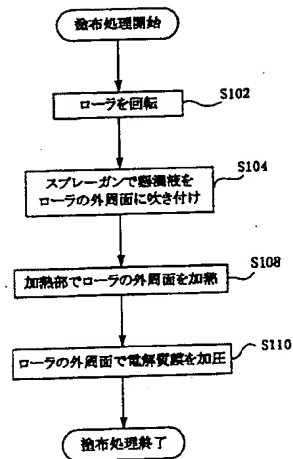 塗布処理開始
ローラを回転
S102
スプレーガンで懸濁液を
ローラの外周面に吹き付け
S104
加熱部でローラの外周面を加熱
S108
ローラの外周面で電解質膜を加圧
S110
塗布処理終了